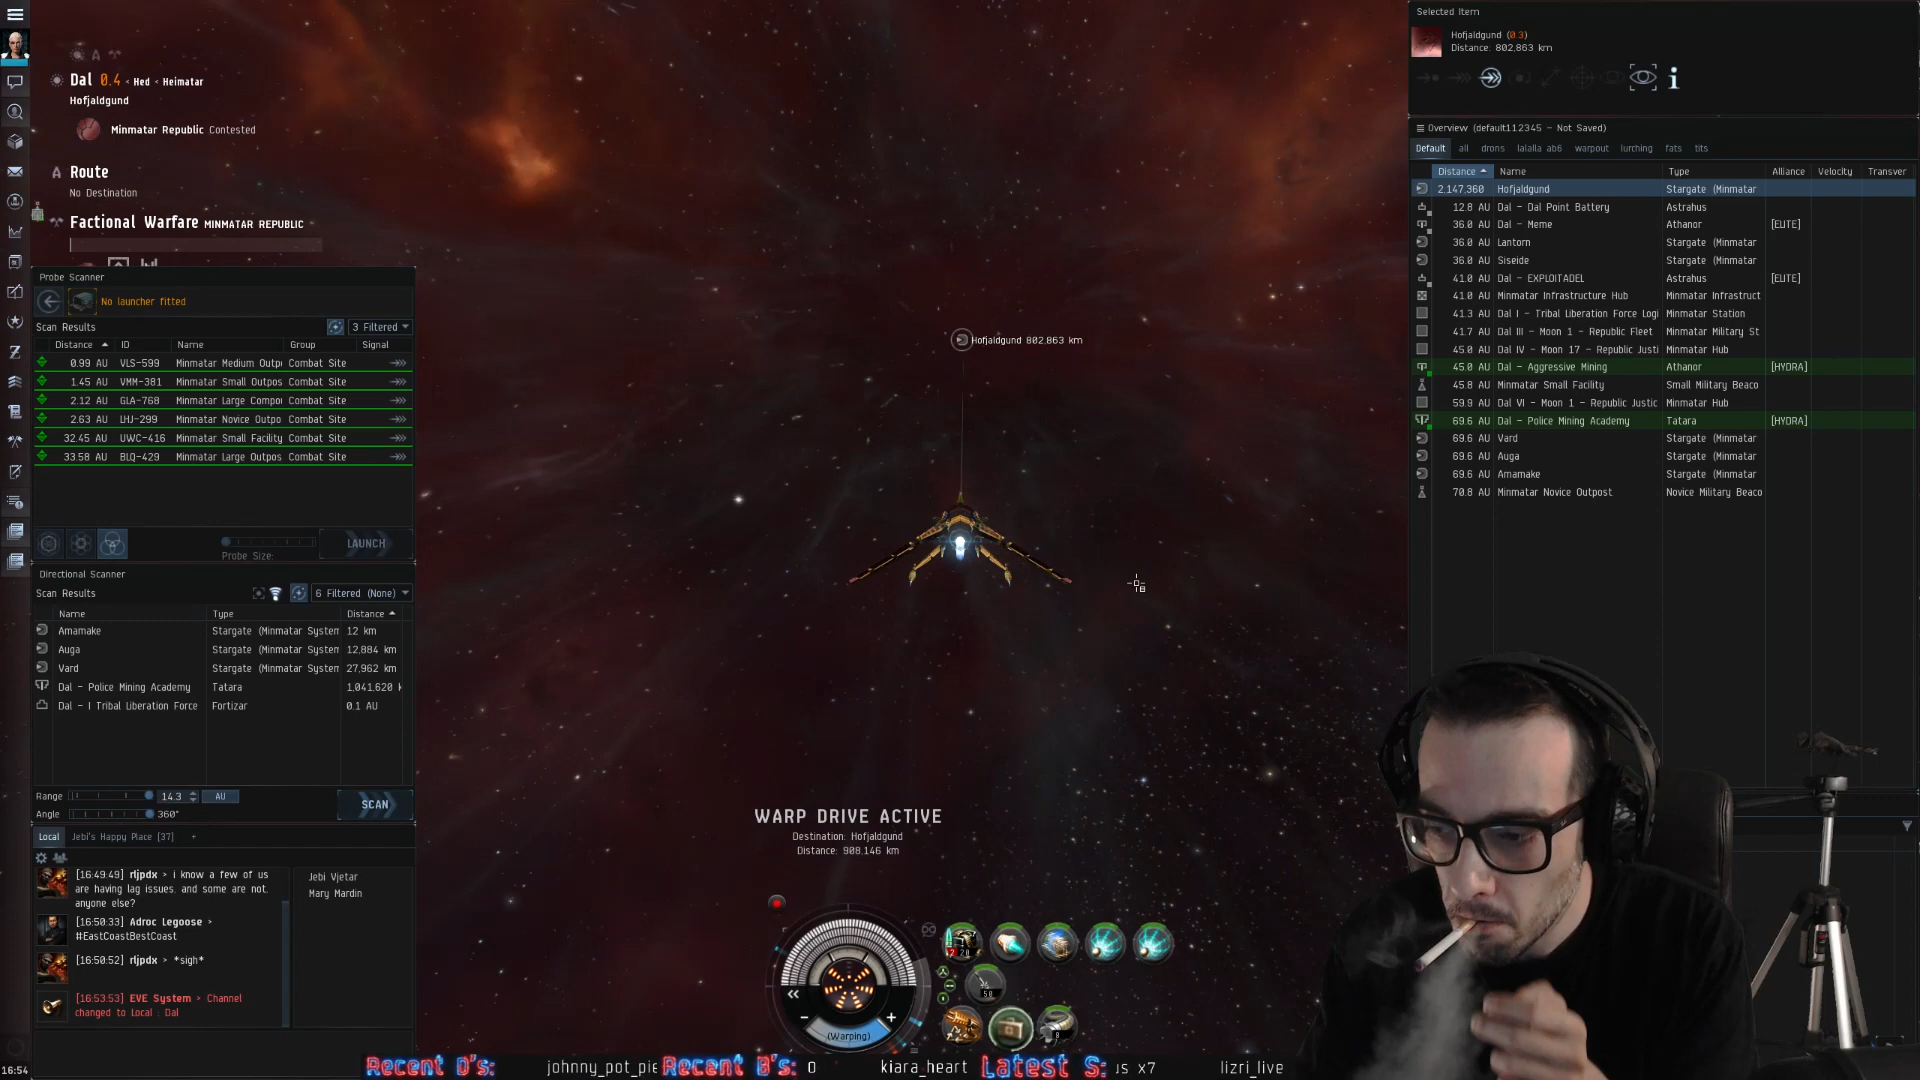 Dal 0.4 < Hed < Heimatar
Hofjaldgund
Minmatar Republic Contested
Route
No Destination
Factional Warfare MINMATAR REPUBLIC
Probe Scanner
No launcher fitted
Scan Results
3 Filtered
Distance ID Name Group Signal
0.99 AU VLS-599 Minmatar Medium Outp Combat Site
1.45 AU VMM-381 Minmatar Small Outpos Combat Site
2.12 AU GLA-768 Minmatar Large Compo Combat Site
2.63 AU LHJ-299 Minmatar Novice Outpo Combat Site
32.45 AU UWC-416 Minmatar Small Facility Combat Site
33.58 AU BLQ-429 Minmatar Large Outpos Combat Site
Probe Size:
LAUNCH
Directional Scanner
Scan Results
6 Filtered (None)
Name Type Distance
Amamake Stargate (Minmatar System 12 km
Auga Stargate (Minmatar System 12,884 km
Vard Stargate (Minmatar System 27,962 km
Dal - Police Mining Academy Tatara 1,041,620 k
Dal - I Tribal Liberation Force Fortizar 0.1 AU
Range 14.3 AU
Angle 360°
SCAN
Local Jebi's Happy Place [37] +
[16:49:49] rljpdx > i know a few of us
are having lag issues. and some are not.
anyone else?
[16:50:33] Adroc Legoose >
#EastCoastBestCoast
[16:50:52] rljpdx > *sigh*
[16:53:53] EVE System > Channel
changed to Local : Dal
Jebi Vjetar
Mary Mardin
16:54
Hofjaldgund 802,863 km
WARP DRIVE ACTIVE
Destination: Hofjaldgund
Distance: 908,146 km
(Warping)
2 20
50
8
Recent D's: johnny_pot_pie Recent B's: 0 kiara_heart Latest S: us x7 lizri_live
Selected Item
Hofjaldgund (0.3)
Distance: 802,863 km
Overview (default112345 - Not Saved)
Default all drons lalalla ab6 warpout lurching fats tits
Distance Name Type Alliance Velocity Transver
2.147.360 Hofjaldgund Stargate (Minmatar
12.8 AU Dal - Dal Point Battery Astrahus
36.0 AU Dal - Meme Athanor [ELITE]
36.0 AU Lantorn Stargate (Minmatar
36.0 AU Siseide Stargate (Minmatar
41.0 AU Dal - EXPLOITADEL Astrahus [ELITE]
41.0 AU Minmatar Infrastructure Hub Minmatar Infrastruct
41.3 AU Dal I - Tribal Liberation Force Logi Minmatar Station
41.7 AU Dal III - Moon 1 - Republic Fleet Minmatar Military St
45.0 AU Dal IV - Moon 17 - Republic Justi Minmatar Hub
45.0 AU Dal - Aggressive Mining Athanor [HYDRA]
45.8 AU Minmatar Small Facility Small Military Beaco
59.9 AU Dal VI - Moon 1 - Republic Justic Minmatar Hub
69.6 AU Dal - Police Mining Academy Tatara [HYDRA]
69.6 AU Vard Stargate (Minmatar
69.6 AU Auga Stargate (Minmatar
69.6 AU Amamake Stargate (Minmatar
70.8 AU Minmatar Novice Outpost Novice Military Beaco